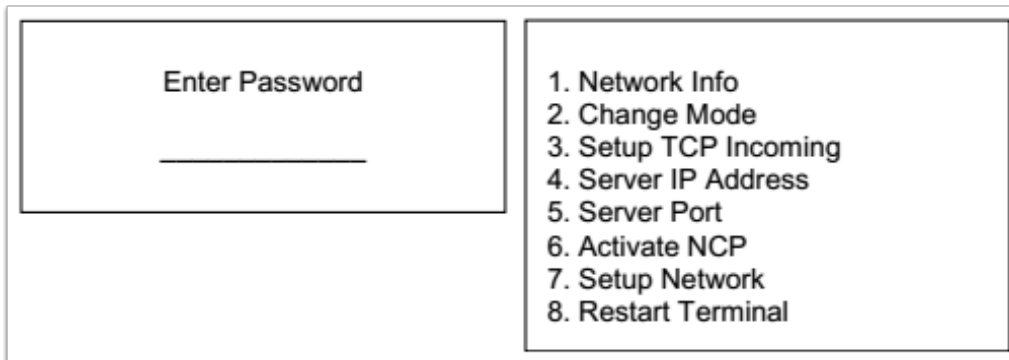 Enter Password
_____________
1. Network Info
2. Change Mode
3. Setup TCP Incoming
4. Server IP Address
5. Server Port
6. Activate NCP
7. Setup Network
8. Restart Terminal